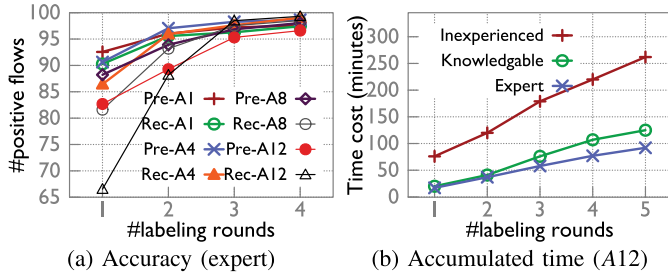 #positive flows
100
95
90
85
80
75
70
65
Pre-A1 Pre-A8
Rec-A1 Rec-A8
Pre-A4 Pre-A12
Rec-A4 Rec-A12
1 2 3 4
#labeling rounds
(a) Accuracy (expert)
Time cost (minutes)
300
250
200
150
100
50
0
Inexperienced
Knowledgable
Expert
1 2 3 4 5
#labeling rounds
(b) Accumulated time (A12)